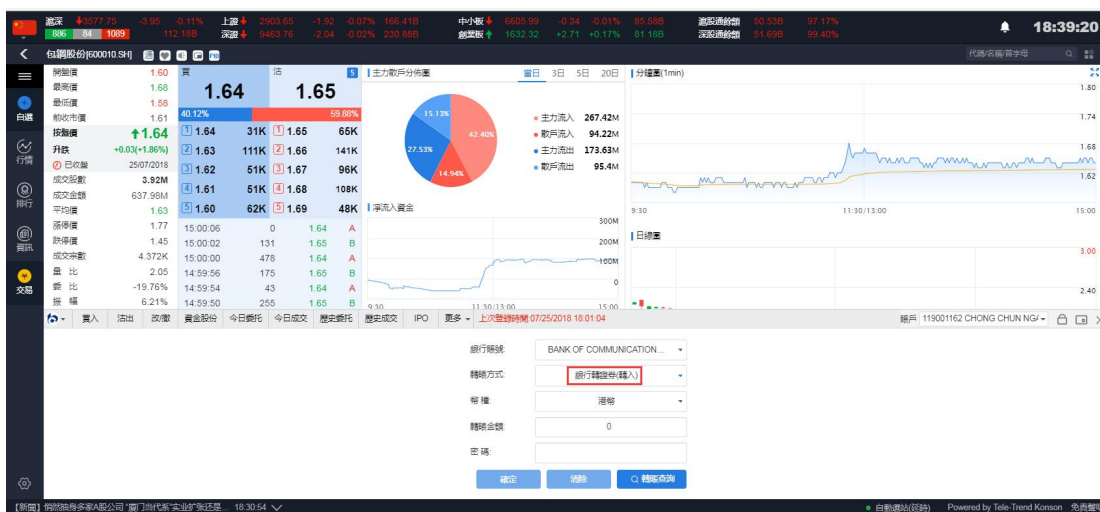 滬深 3577.75 -3.95 -0.11% 上證 2903.65 -1.92 -0.07% 166.41B 中小板 6605.99 -0.34 -0.01% 85.58B 滬股通餘額 50.53B 97.17%
886 84 1089 112.18B 深證 9463.76 -2.04 -0.02% 230.88B 創業板 1632.32 +2.71 +0.17% 81.18B 深股通餘額 51.69B 99.40%
18:39:20
包鋼股份[600010.SH] F10 代碼/名稱/首字母
自選
行情
排行
資訊
交易
開盤價 1.60
最高價 1.68
最低價 1.58
前收市價 1.61
按盤價 1.64
升跌 +0.03(+1.86%)
已收盤 25/07/2018
成交股數 3.92M
成交金額 637.98M
平均價 1.63
漲停價 1.77
跌停價 1.45
成交宗數 4.372K
量 比 2.05
委 比 -19.76%
振 幅 6.21%
買 沽 5
1.64 1.65
40.12% 59.88%
1 1.64 31K 1 1.65 65K
2 1.63 111K 2 1.66 141K
3 1.62 51K 3 1.67 96K
4 1.61 51K 4 1.68 108K
5 1.60 62K 5 1.69 48K
15:00:06 0 1.64 A
15:00:02 131 1.65 B
15:00:00 478 1.64 A
14:59:56 175 1.65 B
14:59:54 43 1.64 A
14:59:50 255 1.65 B
主力散戶分佈圖 當日 3日 5日 20日
15.13%
42.40%
27.53%
14.94%
主力流入 267.42M
散戶流入 94.22M
主力流出 173.63M
散戶流出 95.4M
淨流入資金
300M
200M
100M
0
9:30 11:30/13:00 15:00
分鐘圖(1min)
1.80
1.74
1.68
1.62
9:30 11:30/13:00 15:00
日線圖
3.00
2.40
買入 沽出 改/撤 資金股份 今日委托 今日成交 歷史委托 歷史成交 IPO 更多 上次登錄時間:07/25/2018 18:01:04 賬戶 119001162 CHONG CHUN NG/
銀行賬號: BANK OF COMMUNICATION...
轉賬方式: 銀行轉證券(轉入)
幣 種: 港幣
轉賬金額: 0
密 碼:
確定 清除 轉賬查詢
【新聞】 悄然抽身多家A股公司 "厦门当代系"实业扩张还是... 18:30:54 自動選站(延時) Powered by Tele-Trend Konson 免責聲明